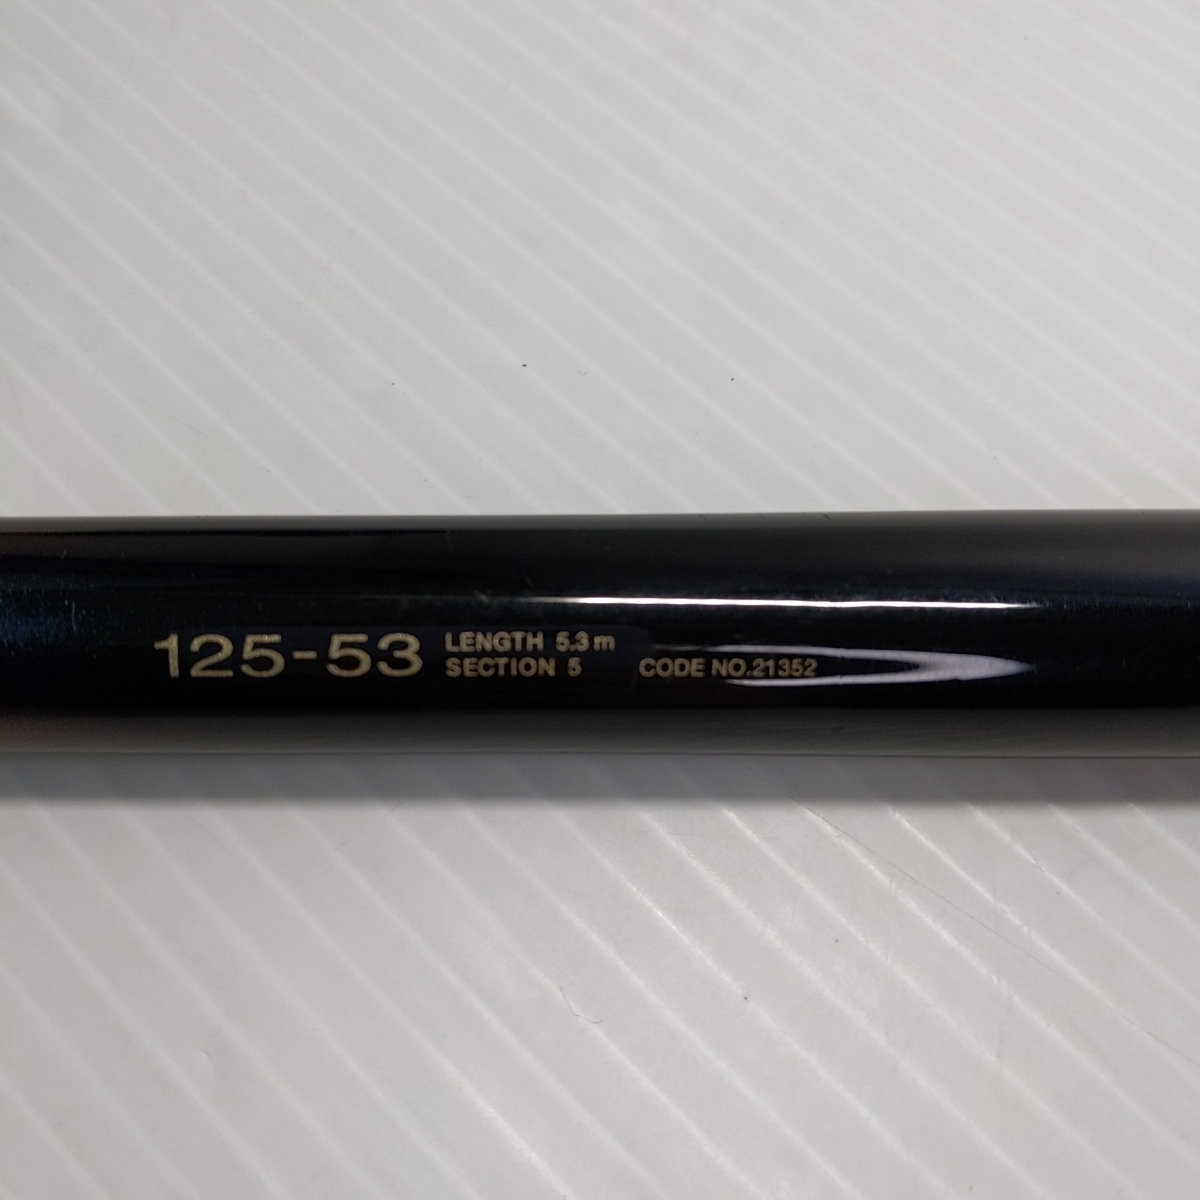 125-53 LENGTH 5.3m
SECTION 5 CODE NO.21352